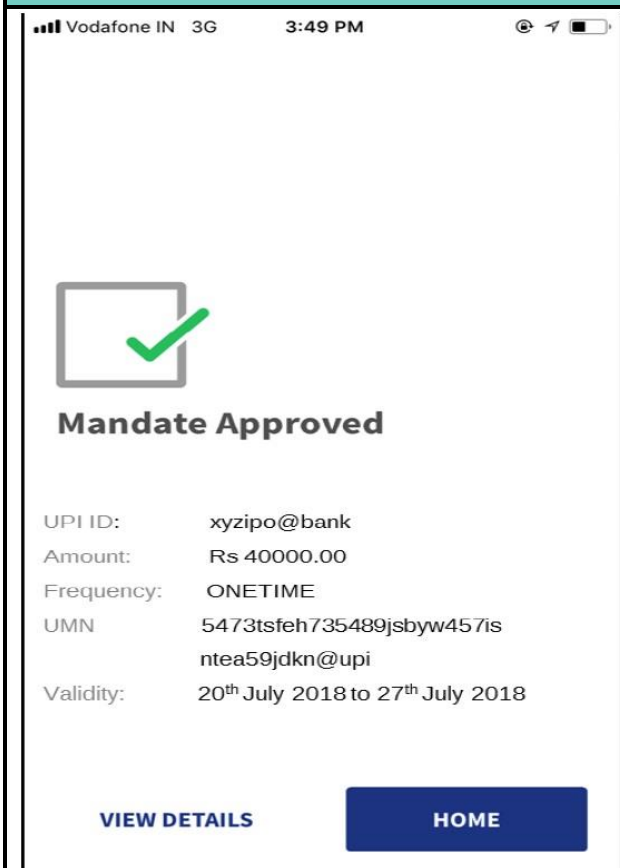 Vodafone IN 3G 3:49 PM
Mandate Approved
UPI ID: xyzipo@bank
Amount: Rs 40000.00
Frequency: ONETIME
UMN 5473tsfeh735489jsbyw457is
ntea59jdkn@upi
Validity: 20th July 2018 to 27th July 2018
VIEW DETAILS HOME